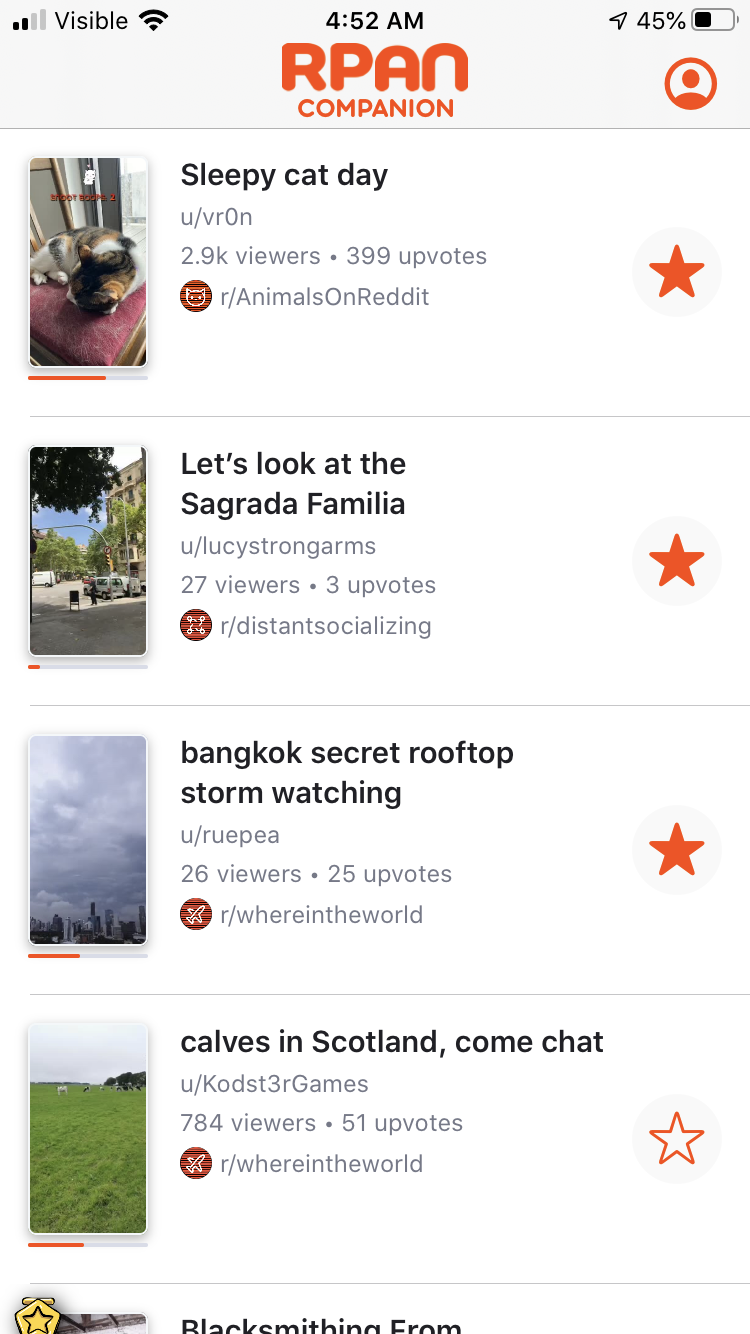 Visible
4:52 AM
45%
RPAN
COMPANION
Sleepy cat day
u/vr0n
2.9k viewers • 399 upvotes
r/AnimalsOnReddit
Let’s look at the
Sagrada Familia
u/lucystrongarms
27 viewers • 3 upvotes
r/distantsocializing
bangkok secret rooftop
storm watching
u/ruepea
26 viewers • 25 upvotes
r/whereintheworld
calves in Scotland, come chat
u/Kodst3rGames
784 viewers • 51 upvotes
r/whereintheworld
Blacksmithing From